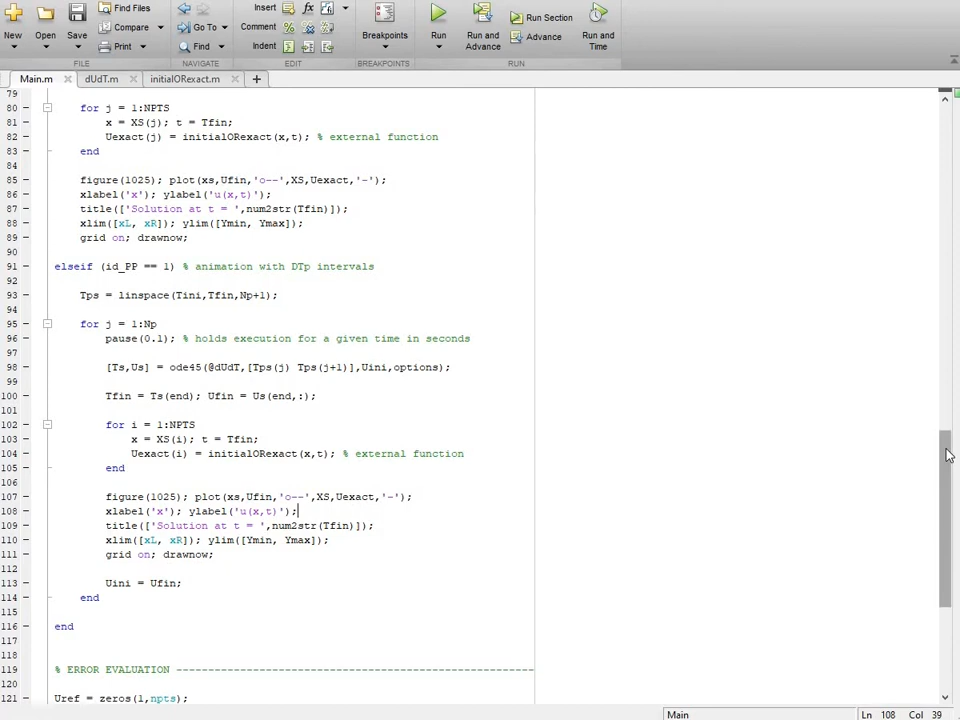 Find Files
Insert
fx
New
Open
Save
Compare
Print
Go To
Find
Comment
Indent
Breakpoints
Run
Run and
Advance
Run Section
Advance
Run and
Time
FILE
NAVIGATE
EDIT
BREAKPOINTS
RUN
Main.m
dUdT.m
initialORexact.m
79
80 for j = 1:NPTS
81 x = XS(j); t = Tfin;
82 Uexact(j) = initialORexact(x,t); % external function
83 end
84
85 figure(1025); plot(xs,Ufin,'o--',XS,Uexact,'-');
86 xlabel('x'); ylabel('u(x,t)');
87 title(['Solution at t = ',num2str(Tfin)]);
88 xlim([xL, xR]); ylim([Ymin, Ymax]);
89 grid on; drawnow;
90
91 elseif (id_PP == 1) % animation with DTp intervals
92
93 Tps = linspace(Tini,Tfin,Np+1);
94
95 for j = 1:Np
96 pause(0.1); % holds execution for a given time in seconds
97
98 [Ts,Us] = ode45(@dUdT,[Tps(j) Tps(j+1)],Uini,options);
99
100 Tfin = Ts(end); Ufin = Us(end,:);
101
102 for i = 1:NPTS
103 x = XS(i); t = Tfin;
104 Uexact(i) = initialORexact(x,t); % external function
105 end
106
107 figure(1025); plot(xs,Ufin,'o--',XS,Uexact,'-');
108 xlabel('x'); ylabel('u(x,t)');
109 title(['Solution at t = ',num2str(Tfin)]);
110 xlim([xL, xR]); ylim([Ymin, Ymax]);
111 grid on; drawnow;
112
113 Uini = Ufin;
114 end
115
116 end
117
118
119 % ERROR EVALUATION --------------------------------------------------------
120
121 Uref = zeros(1,npts);
Main
Ln 108 Col 39